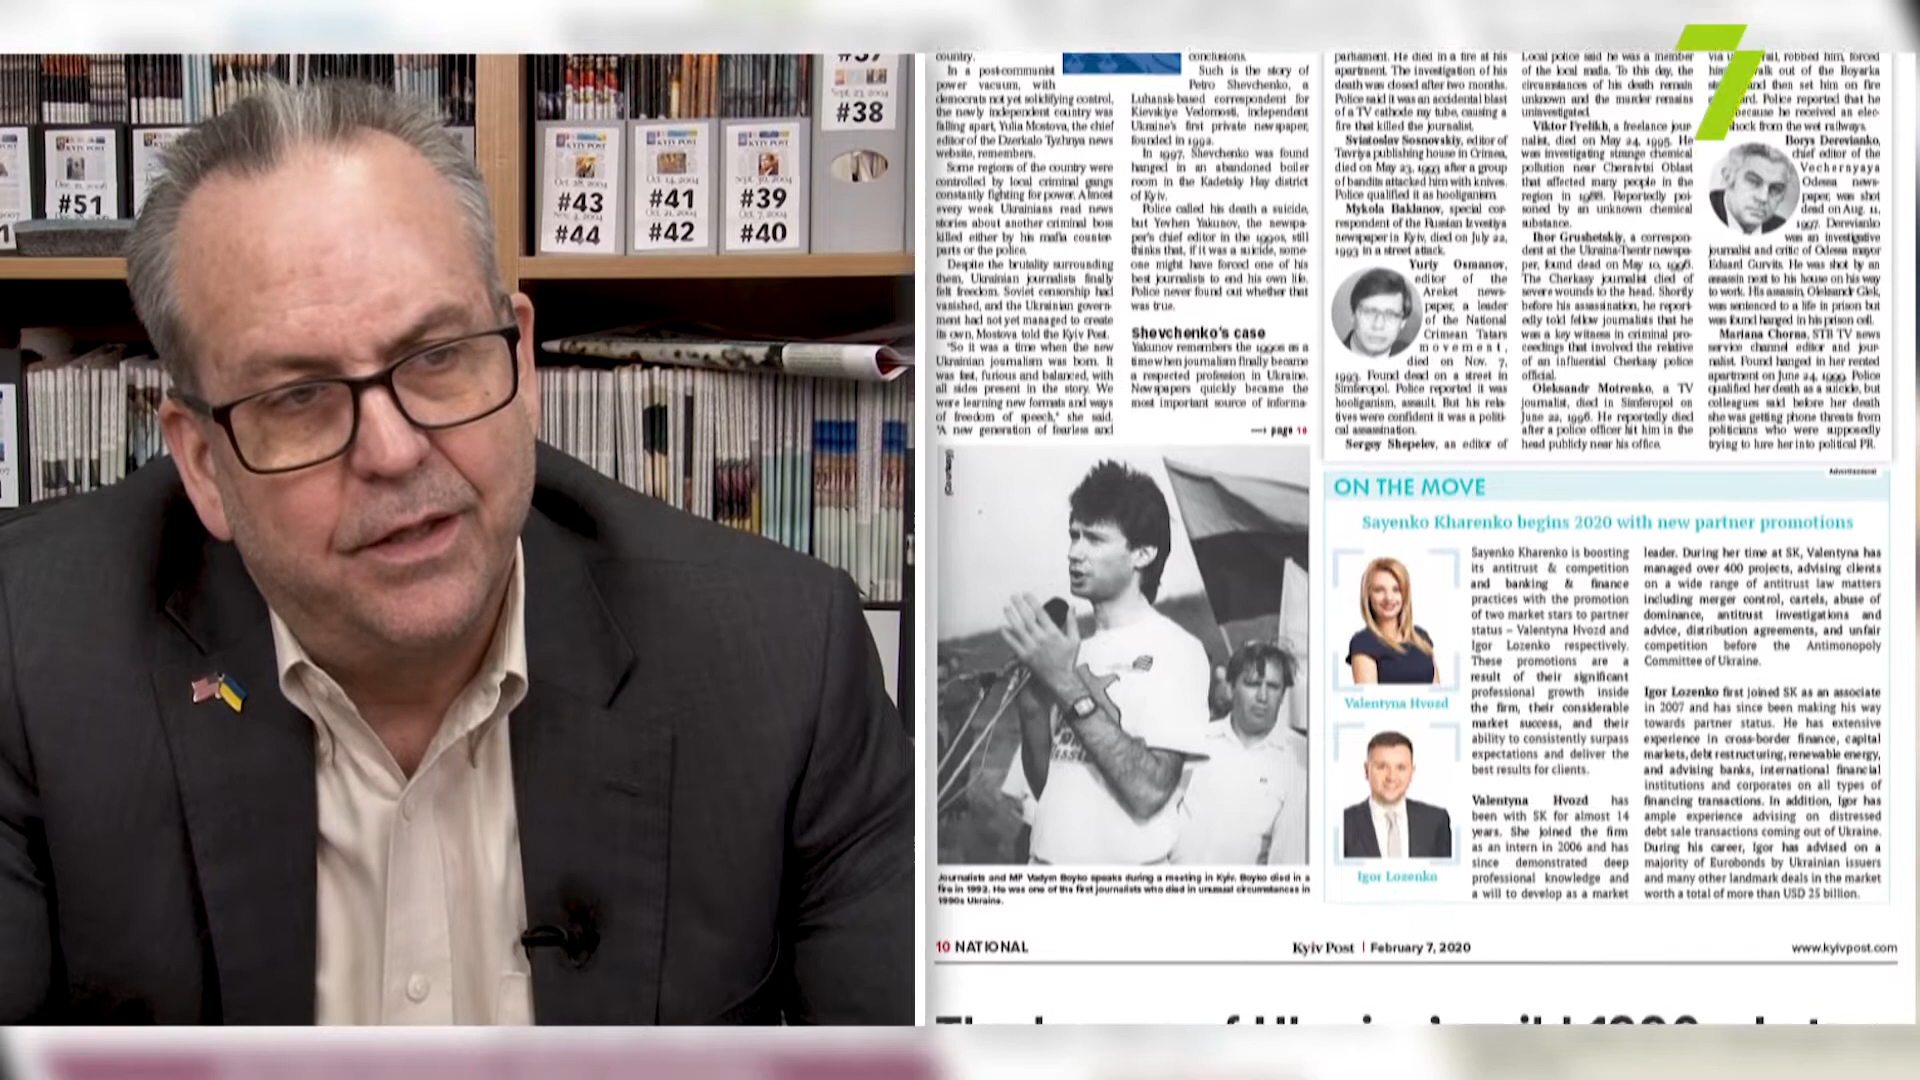 #37
Sept. 23, 2004
#38
KYIV POST
#51
KYIV POST
Oct. 28, 2004
#43
Nov. 4, 2004
#44
KYIV POST
Oct. 14, 2004
#41
Oct. 21, 2004
#42
KYIV POST
Sept. 30, 2004
#39
Oct. 7, 2004
#40
7
country.
In a post-communist
power vacuum, with
democrats not yet solidifying control,
the newly independent country was
falling apart, Yulia Mostova, the chief
editor of the Dzerkalo Tyzhnya news
website, remembers.
Some regions of the country were
controlled by local criminal gangs
constantly fighting for power. Almost
every week Ukrainians read news
stories about another criminal boss
killed either by his mafia counter-
parts or the police.
Despite the brutality surrounding
them, Ukrainian journalists finally
felt freedom. Soviet censorship had
vanished, and the Ukrainian govern-
ment had not yet managed to create
its own, Mostova told the Kyiv Post.
"So it was a time when the new
Ukrainian journalism was born. It
was fast, furious and balanced, with
all sides present in the story. We
were learning new formats and ways
of freedom of speech," she said.
"A new generation of fearless and
conclusions.
Such is the story of
Petro Shevchenko, a
Luhansk-based correspondent for
Kievskiye Vedomosti, independent
Ukraine's first private newspaper,
founded in 1992.
In 1997, Shevchenko was found
hanged in an abandoned boiler
room in the Kadetsky Hay district
of Kyiv.
Police called his death a suicide,
but Yevhen Yakunov, the newspa-
per's chief editor in the 1990s, still
thinks that, if it was a suicide, some-
one might have forced one of his
best journalists to end his own life.
Police never found out whether that
was true.
Shevchenko's case
Yakunov remembers the 1990s as a
time when journalism finally became
a respected profession in Ukraine.
Newspapers quickly became the
most important source of informa-
page 16
parliament. He died in a fire at his
apartment. The investigation of his
death was closed after two months.
Police said it was an accidental blast
of a TV cathode ray tube, causing a
fire that killed the journalist.
Sviatoslav Sosnovskiy, editor of
Tavriya publishing house in Crimea,
died on May 23, 1993 after a group
of bandits attacked him with knives.
Police qualified it as hooliganism
Mykola Baklanov, special cor-
respondent of the Russian Izvestiya
newspaper in Kyiv, died on July 22,
1993 in a street attack.
Yuriy Osmanov,
editor of the
Areket news-
paper, a leader
of the National
Crimean Tatars
movement,
died on Nov. 7,
1993. Found dead on a street in
Simferopol. Police reported it was
hooliganism, assault. But his rela-
tives were confident it was a politi-
cal assassination.
Sergey Shepelev, an editor of
Local police said he was a member
of the local mafia. To this day, the
circumstances of his death remain
unknown and the murder remains
uninvestigated.
Viktor Frelikh, a freelance jour-
nalist, died on May 24, 1995. He
was investigating strange chemical
pollution near Chernivtsi Oblast
that affected many people in the
region in 1988. Reportedly poi-
soned by an unknown chemical
substance.
Ihor Grushetskiy, a correspon-
dent at the Ukraina-Tsentr newspa-
per, found dead on May 10, 1996.
The Cherkasy journalist died of
severe wounds to the head. Shortly
before his assassination, he report-
edly told fellow journalists that he
was a key witness in criminal pro-
ceedings that involved the relative
of an influential Cherkasy police
official.
Oleksandr Motrenko, a TV
journalist, died in Simferopol on
June 22, 1996. He reportedly died
after a police officer hit him in the
head publicly near his office.
robbed him, forced
walk out of the Boyarka
and then set him on fire
Police reported that he
because he received an elec-
shock from the wet railways.
Borys Derevianko,
chief editor of the
Vechernyaya
Odessa news-
paper, was shot
dead on Aug. 11,
1997. Derevianko
was an investigative
journalist and critic of Odessa mayor
Eduard Gurvits. He was shot by an
assassin next to his house on his way
to work. His assassin, Oleksandr Glek,
was sentenced to a life in prison but
was found hanged in his prison cell.
Mariana Chorna, STB TV news
service channel editor and jour-
nalist. Found hanged in her rented
apartment on June 24, 1999. Police
qualified her death as a suicide, but
colleagues said before her death
she was getting phone threats from
politicians who were supposedly
trying to lure her into political PR.
(Courtesy)
Journalists and MP Vadym Boyko speaks during a meeting in Kyiv. Boyko died in a
fire in 1992. He was one of the first journalists who died in unusual circumstances in
1990s Ukraine.
Advertisement
ON THE MOVE
Sayenko Kharenko begins 2020 with new partner promotions
Valentyna Hvozd
Igor Lozenko
Sayenko Kharenko is boosting
its antitrust & competition
and banking & finance
practices with the promotion
of two market stars to partner
status – Valentyna Hvozd and
Igor Lozenko respectively.
These promotions are a
result of their significant
professional growth inside
the firm, their considerable
market success, and their
ability to consistently surpass
expectations and deliver the
best results for clients.
Valentyna Hvozd has
been with SK for almost 14
years. She joined the firm
as an intern in 2006 and has
since demonstrated deep
professional knowledge and
a will to develop as a market
leader. During her time at SK, Valentyna has
managed over 400 projects, advising clients
on a wide range of antitrust law matters
including merger control, cartels, abuse of
dominance, antitrust investigations and
advice, distribution agreements, and unfair
competition before the Antimonopoly
Committee of Ukraine.
Igor Lozenko first joined SK as an associate
in 2007 and has since been making his way
towards partner status. He has extensive
experience in cross-border finance, capital
markets, debt restructuring, renewable energy,
and advising banks, international financial
institutions and corporates on all types of
financing transactions. In addition, Igor has
ample experience advising on distressed
debt sale transactions coming out of Ukraine.
During his career, Igor has advised on a
majority of Eurobonds by Ukrainian issuers
and many other landmark deals in the market
worth a total of more than USD 25 billion.
10 NATIONAL
Kyiv Post | February 7, 2020
www.kyivpost.com